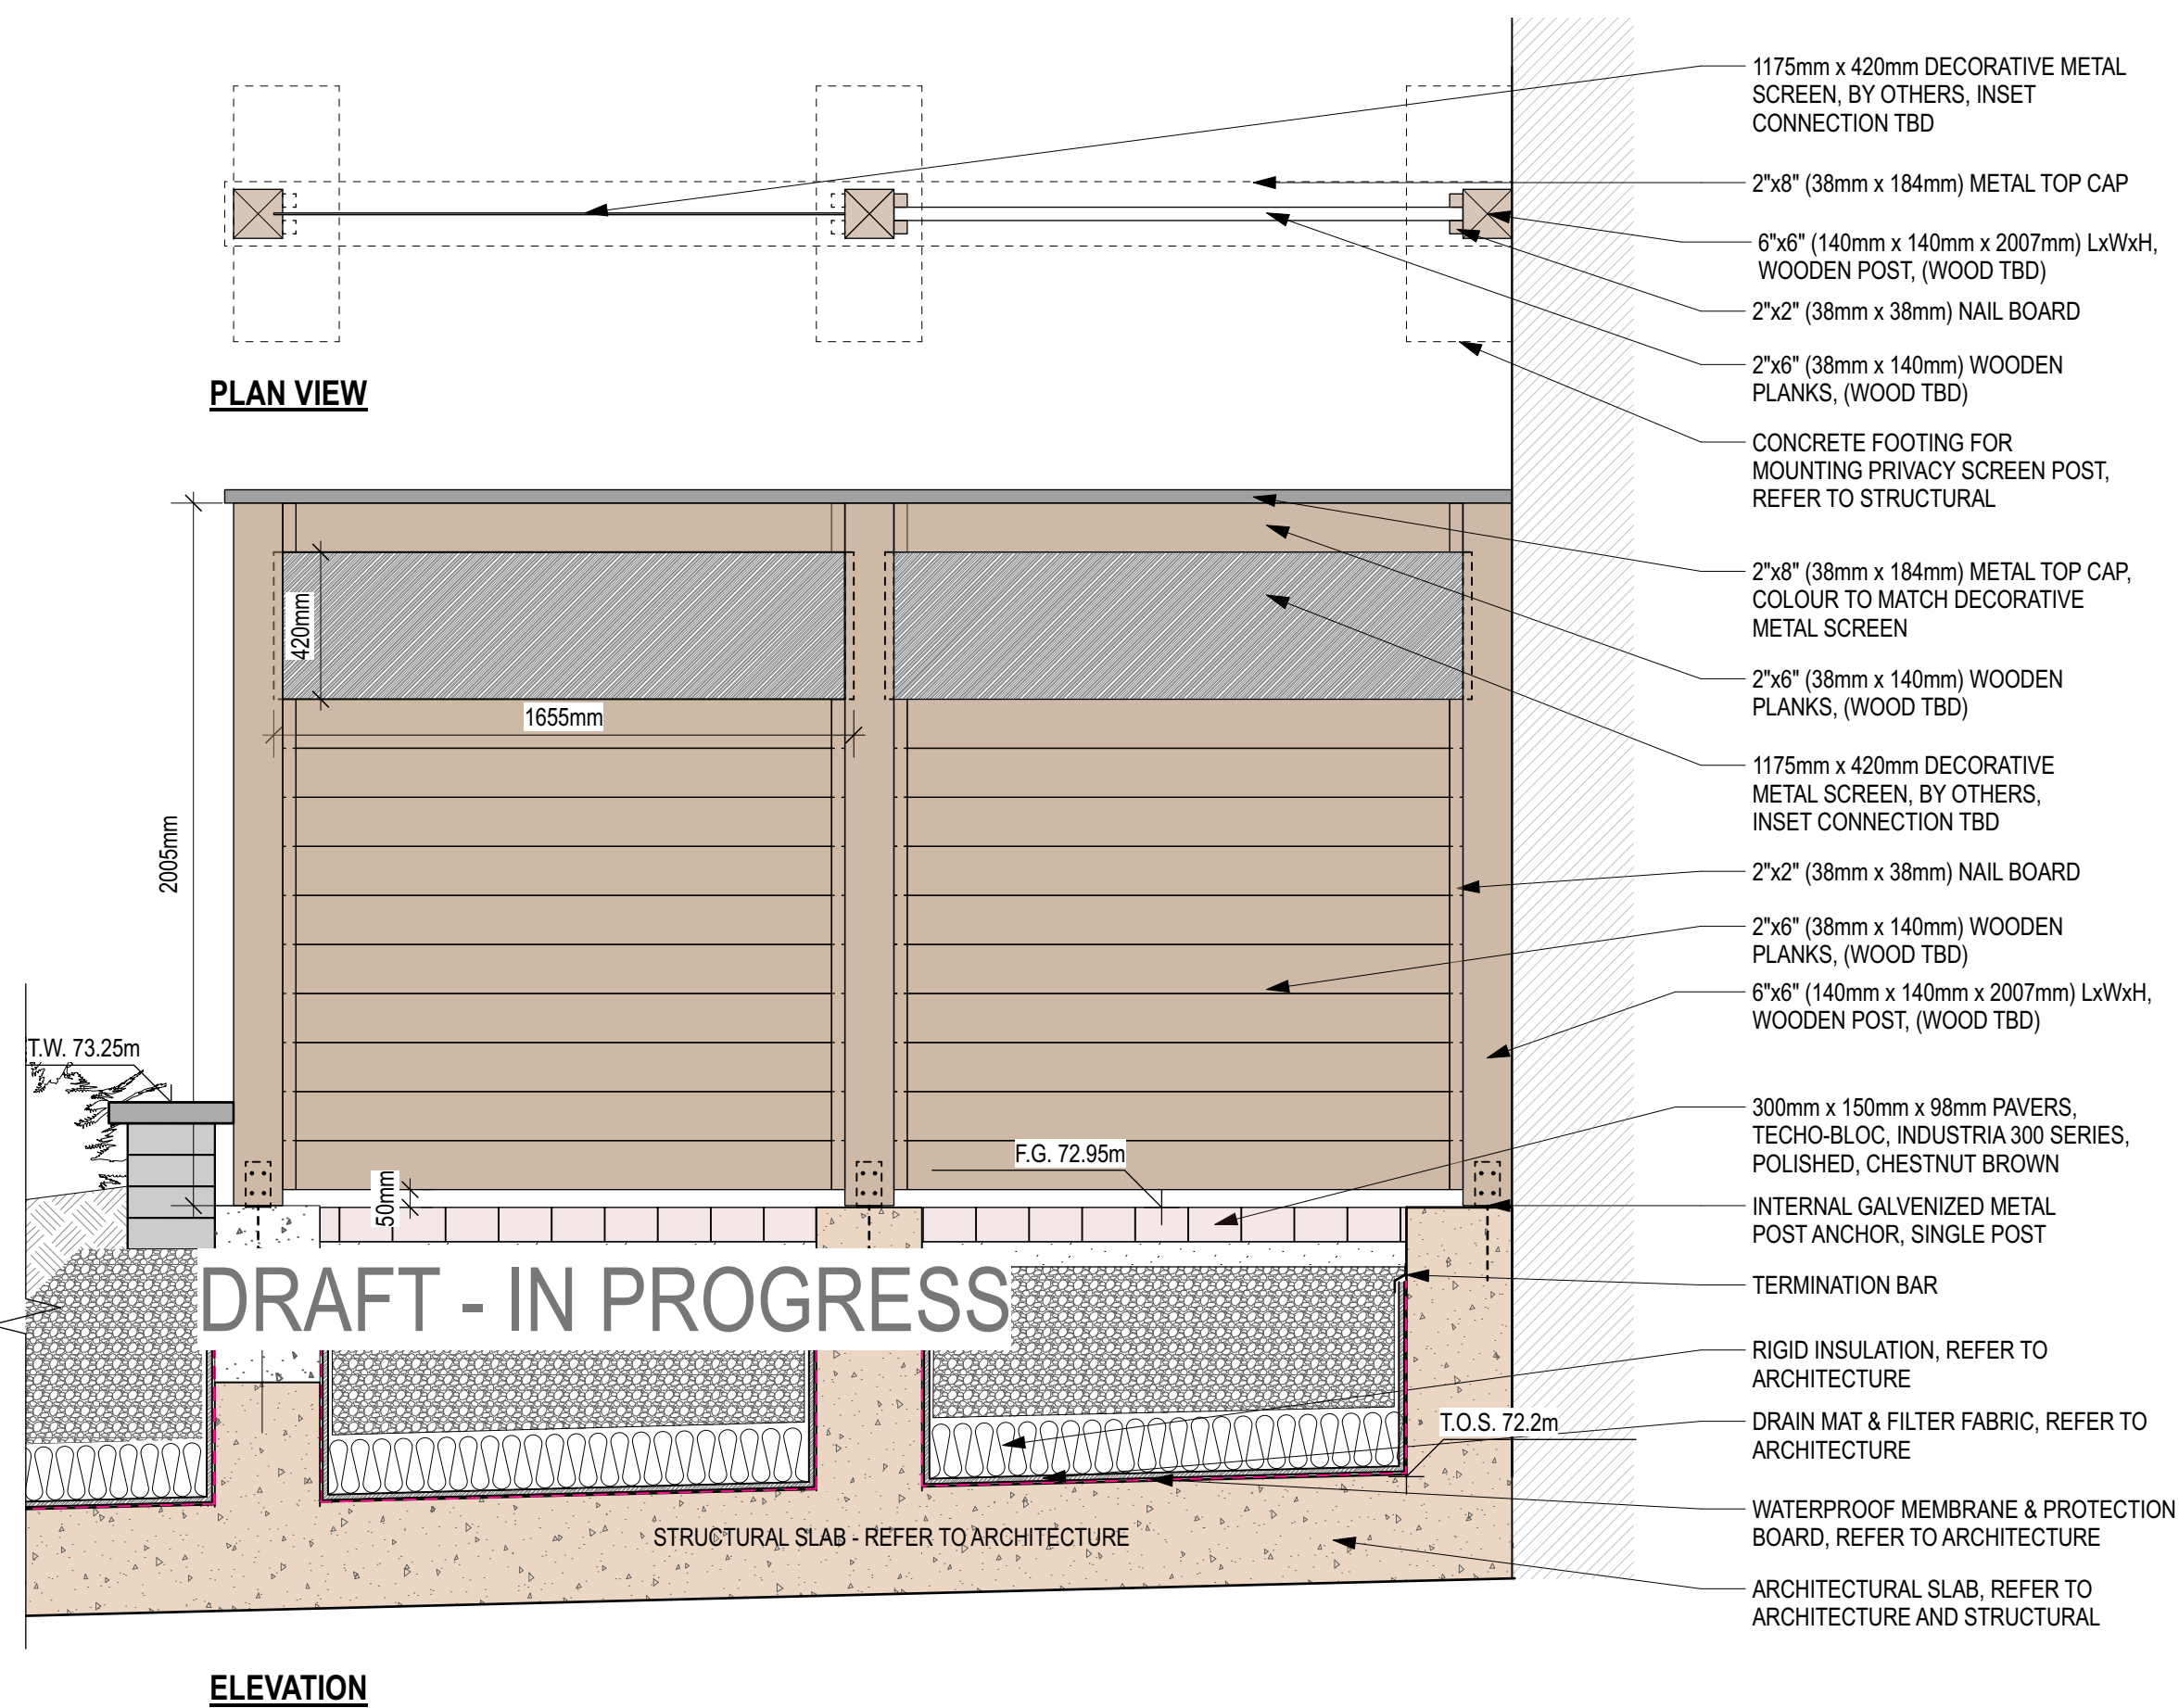 1175mm x 420mm DECORATIVE METAL
SCREEN, BY OTHERS, INSET
CONNECTION TBD
2"x8" (38mm x 184mm) METAL TOP CAP
6"x6" (140mm x 140mm x 2007mm) LxWxH,
WOODEN POST, (WOOD TBD)
2"x2" (38mm x 38mm) NAIL BOARD
2"x6" (38mm x 140mm) WOODEN
PLANKS, (WOOD TBD)
CONCRETE FOOTING FOR
MOUNTING PRIVACY SCREEN POST,
REFER TO STRUCTURAL
PLAN VIEW
2"x8" (38mm x 184mm) METAL TOP CAP,
COLOUR TO MATCH DECORATIVE
METAL SCREEN
2"x6" (38mm x 140mm) WOODEN
PLANKS, (WOOD TBD)
1175mm x 420mm DECORATIVE
METAL SCREEN, BY OTHERS,
INSET CONNECTION TBD
2"x2" (38mm x 38mm) NAIL BOARD
2"x6" (38mm x 140mm) WOODEN
PLANKS, (WOOD TBD)
6"x6" (140mm x 140mm x 2007mm) LxWxH,
WOODEN POST, (WOOD TBD)
300mm x 150mm x 98mm PAVERS,
TECHO-BLOC, INDUSTRIA 300 SERIES,
POLISHED, CHESTNUT BROWN
INTERNAL GALVENIZED METAL
POST ANCHOR, SINGLE POST
TERMINATION BAR
RIGID INSULATION, REFER TO
ARCHITECTURE
DRAIN MAT & FILTER FABRIC, REFER TO
ARCHITECTURE
WATERPROOF MEMBRANE & PROTECTION
BOARD, REFER TO ARCHITECTURE
ARCHITECTURAL SLAB, REFER TO
ARCHITECTURE AND STRUCTURAL
420mm
1655mm
2005mm
T.W. 73.25m
F.G. 72.95m
50mm
DRAFT - IN PROGRESS
T.O.S. 72.2m
STRUCTURAL SLAB - REFER TO ARCHITECTURE
ELEVATION